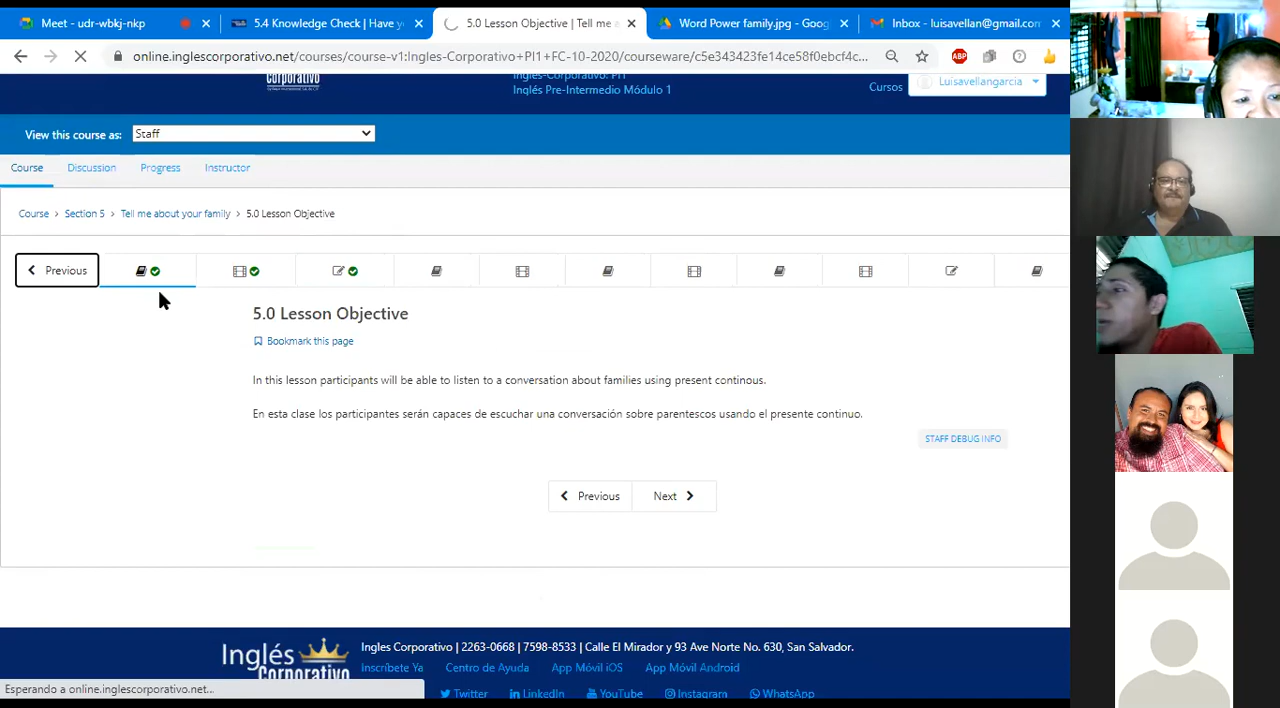 Meet - udr-wbkj-nkp
5.4 Knowledge Check | Have yo
5.0 Lesson Objective | Tell me a
Word Power family.jpg - Goog
Inbox - luisavellan@gmail.com
online.inglescorporativo.net/courses/course-v1:Ingles-Corporativo+PI1+FC-10-2020/courseware/c5e343423fe14ce58f0ebcf4c...
ABP
corporativo
Ingles-Corporativo: PI1
Inglés Pre-Intermedio Módulo 1
Cursos
Luisavellangarcia
View this course as:
Staff
Course
Discussion
Progress
Instructor
Course > Section 5 > Tell me about your family > 5.0 Lesson Objective
Previous
5.0 Lesson Objective
Bookmark this page
In this lesson participants will be able to listen to a conversation about families using present continous.
En esta clase los participantes serán capaces de escuchar una conversación sobre parentescos usando el presente continuo.
STAFF DEBUG INFO
Previous
Next
Inglés
corporativo
Ingles Corporativo | 2263-0668 | 7598-8533 | Calle El Mirador y 93 Ave Norte No. 630, San Salvador.
Inscríbete Ya
Centro de Ayuda
App Móvil iOS
App Móvil Android
Twitter
LinkedIn
YouTube
Instagram
WhatsApp
Esperando a online.inglescorporativo.net...